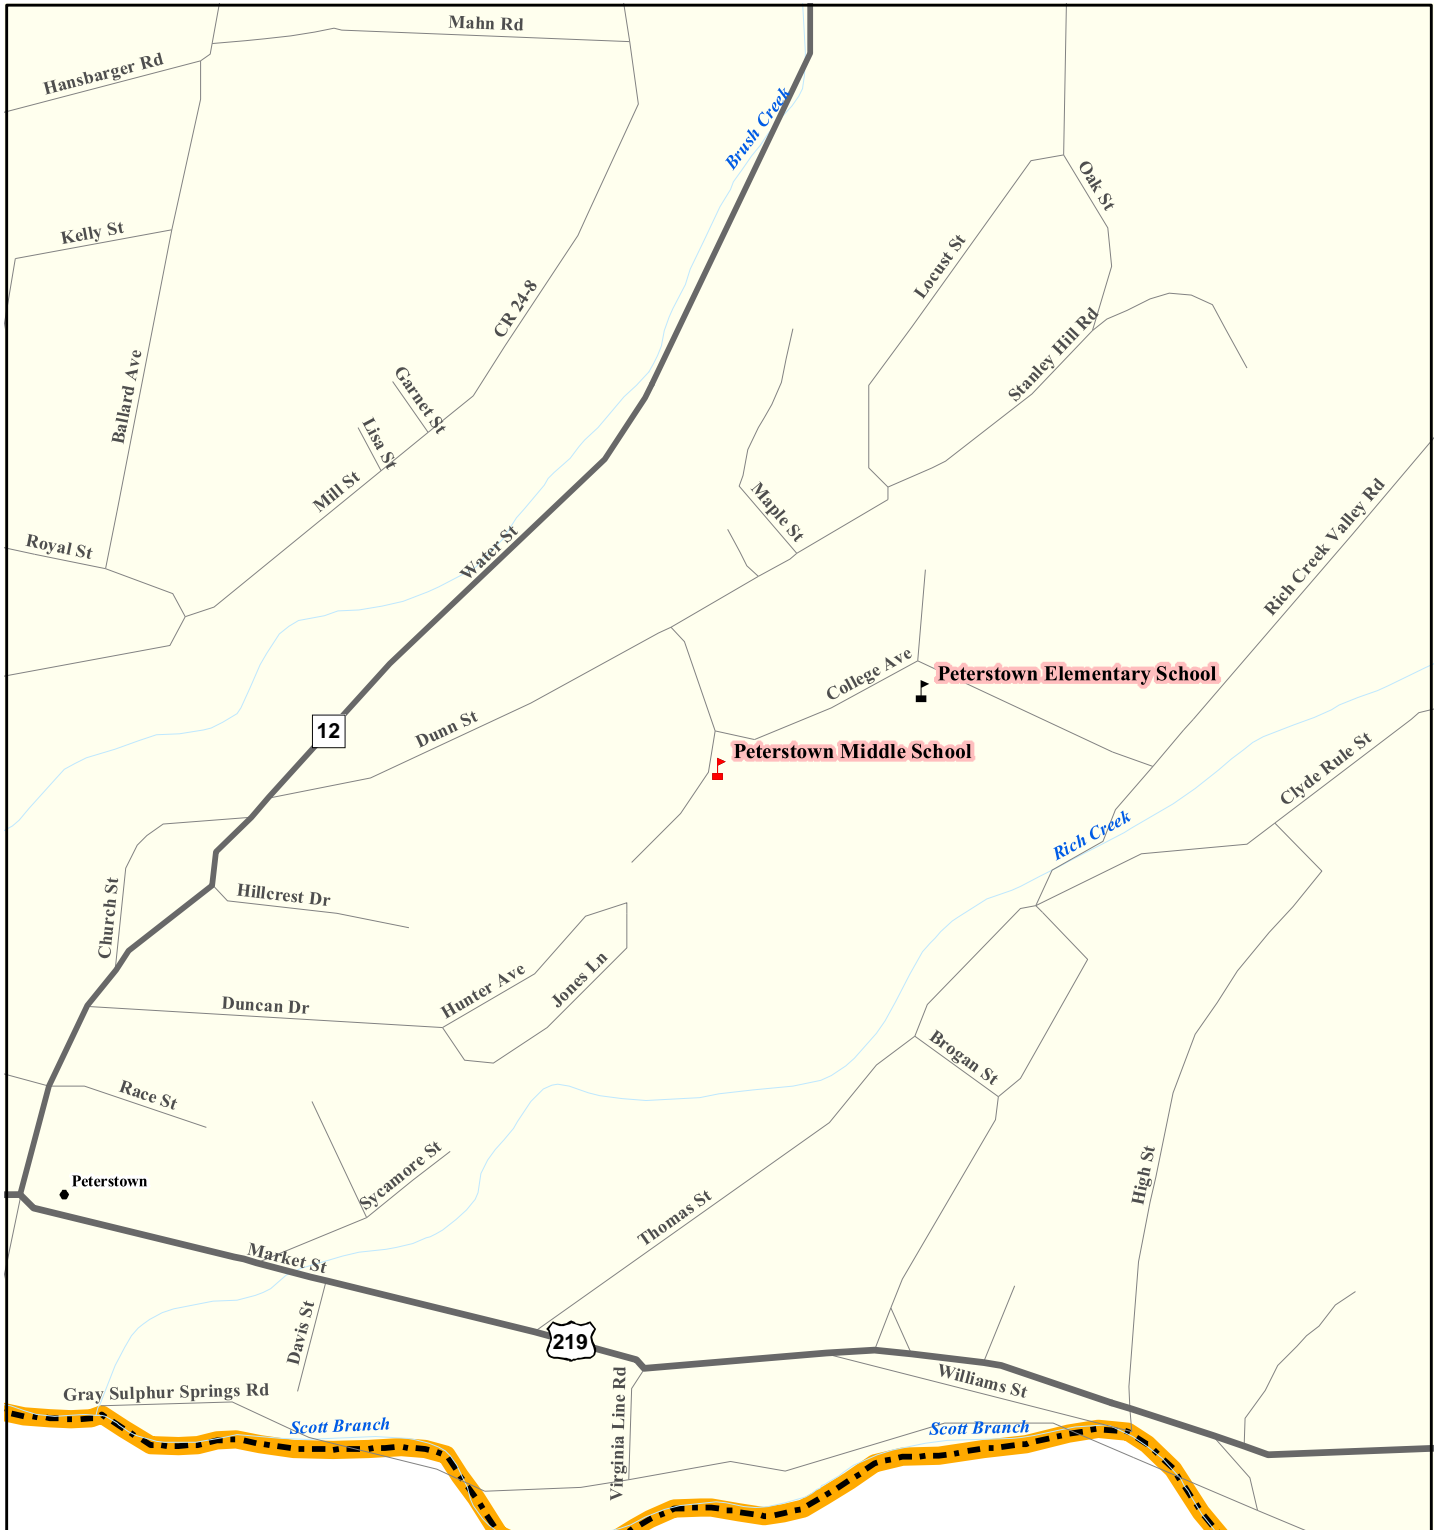 Mahn Rd
Hansbarger Rd
Brush Creek
Oak St
Kelly St
Locust St
CR 24-8
Stanley Hill Rd
Ballard Ave
Garnet St
Lisa St
Mill St
Maple St
Rich Creek Valley Rd
Royal St
Water St
College Ave
Peterstown Elementary School
12
Dunn St
Peterstown Middle School
Clyde Rule St
Rich Creek
Church St
Hillcrest Dr
Hunter Ave
Jones Ln
Duncan Dr
Brogan St
Race St
Sycamore St
High St
Peterstown
Thomas St
Market St
Davis St
219
Williams St
Gray Sulphur Springs Rd
Virginia Line Rd
Scott Branch
Scott Branch